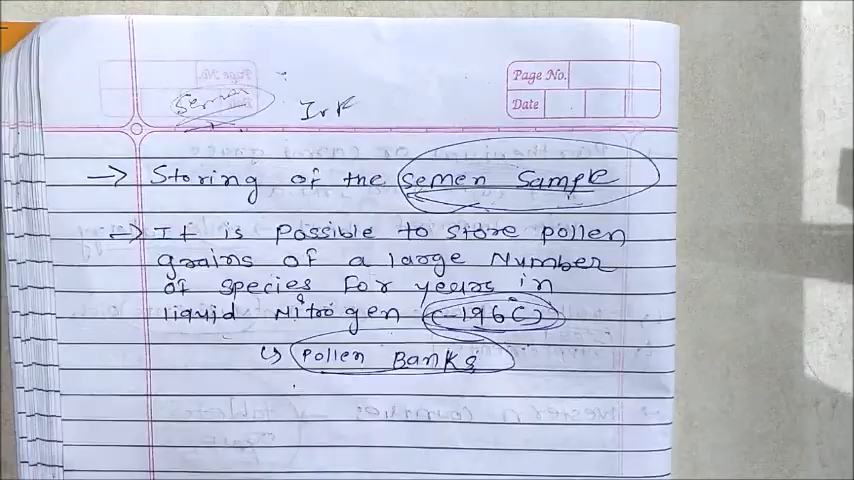 Page No.
Date
Semen
→ Storing of the Semen Sample
→ It is possible to store pollen
grains of a large Number
of species for years in
liquid Nitrogen (-196°C)
↳ Pollen Banks